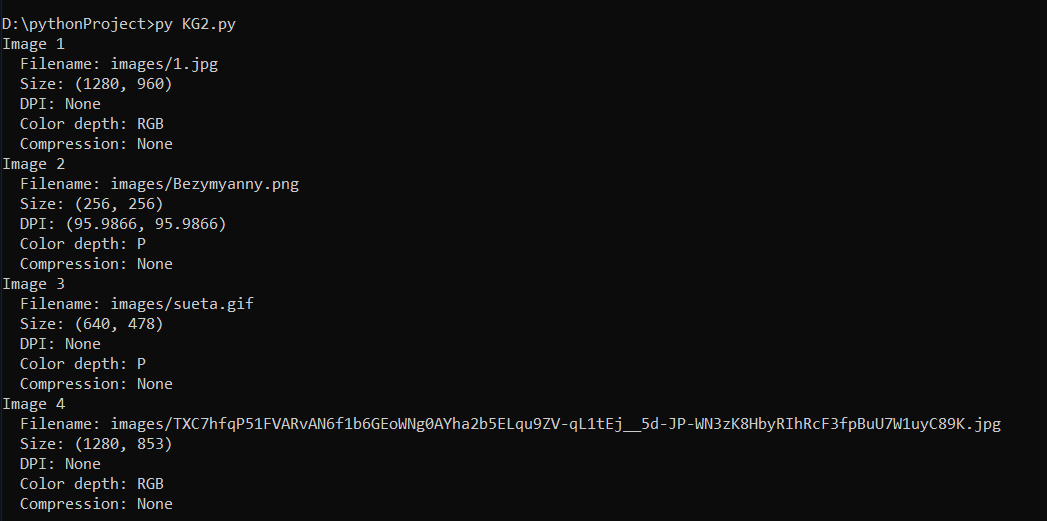 D:\pythonProject>py KG2.py
Image 1
  Filename: images/1.jpg
  Size: (1280, 960)
  DPI: None
  Color depth: RGB
  Compression: None
Image 2
  Filename: images/Bezymyanny.png
  Size: (256, 256)
  DPI: (95.9866, 95.9866)
  Color depth: P
  Compression: None
Image 3
  Filename: images/sueta.gif
  Size: (640, 478)
  DPI: None
  Color depth: P
  Compression: None
Image 4
  Filename: images/TXC7hfqP51FVARvAN6f1b6GEoWNg0AYha2b5ELqu9ZV-qL1tEj__5d-JP-WN3zK8HbyRIhRcF3fpBuU7W1uyC89K.jpg
  Size: (1280, 853)
  DPI: None
  Color depth: RGB
  Compression: None